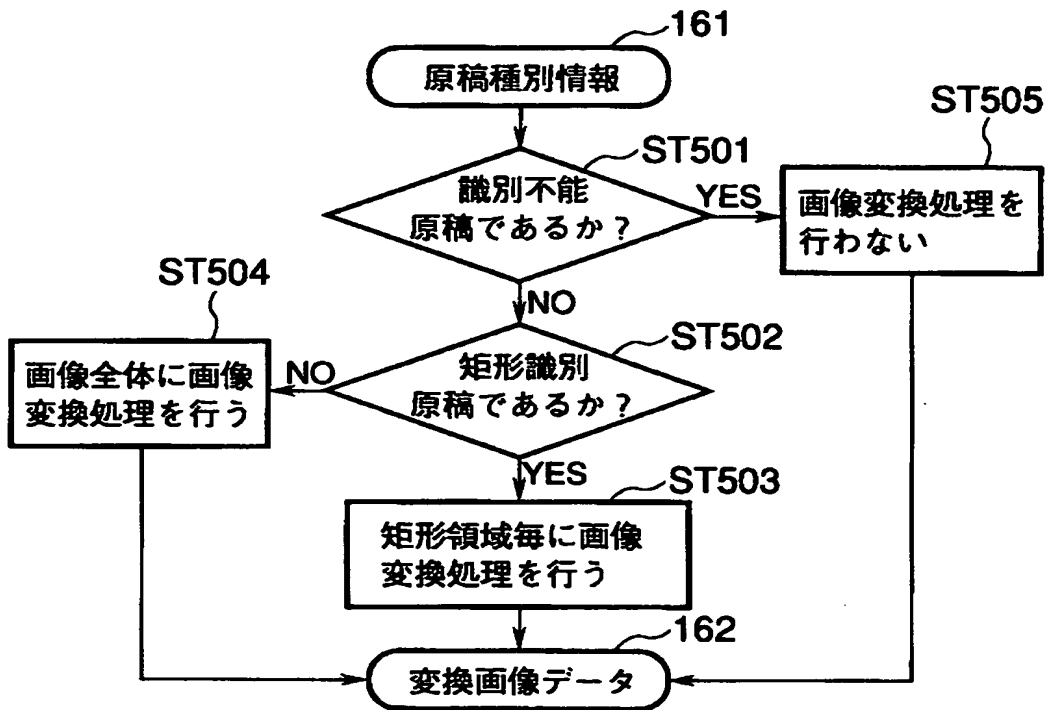 161
原稿種別情報
ST501
識別不能
原稿であるか?
YES
ST505
画像変換処理を
行わない
NO
ST502
矩形識別
原稿であるか?
NO
ST504
画像全体に画像
変換処理を行う
YES
ST503
矩形領域毎に画像
変換処理を行う
162
変換画像データ